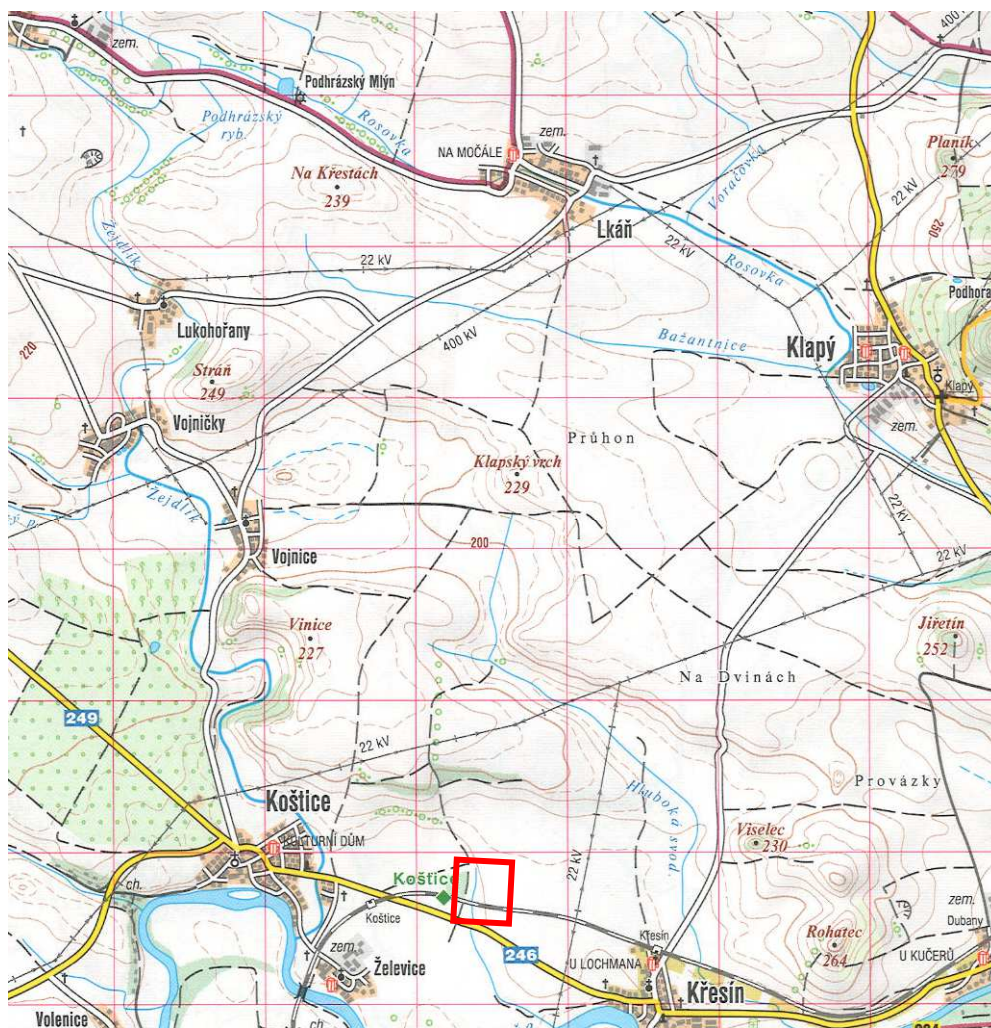 zem.
400 kV
Podhrázský Mlýn
Podhrázský
ryb.
Rosovka
zem.
NA MOČÁLE
Planík
279
Na Křestách
239
Voračovka
22 kV
Lkáň
250
Žejdlík
22 kV
22 kV
Rosovka
Podhora
Lukohořany
220
400 kV
Bažantnice
Klapý
Stráň
249
Klapý
Vojničky
zem.
Průhon
Klapský vrch
229
22 kV
Žejdlík
Vojnice
200
22 kV
Vinice
227
Jiřetín
252
Na Dvinách
249
22 kV
Provázky
Hluboká
Koštice
KULTURNÍ DŮM
Viselec
230
22 kV
ch.
Koštice
zem.
Dubany
Koštice
Křesín
Rohatec
264
U KUČERŮ
zem.
246
U LOCHMANA
Želevice
Křesín
Volenice
ch.